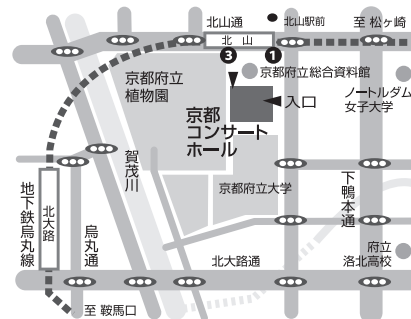 北山通
北山駅前
至 松ヶ崎
北 山
3
1
京都府立総合資料館
京都府立
植物園
入口
ノートルダム
女子大学
京都
コンサート
ホール
賀茂川
京都府立大学
下鴨本通
地下鉄烏丸線
北大路
烏丸通
北大路通
府立
洛北高校
至 鞍馬口